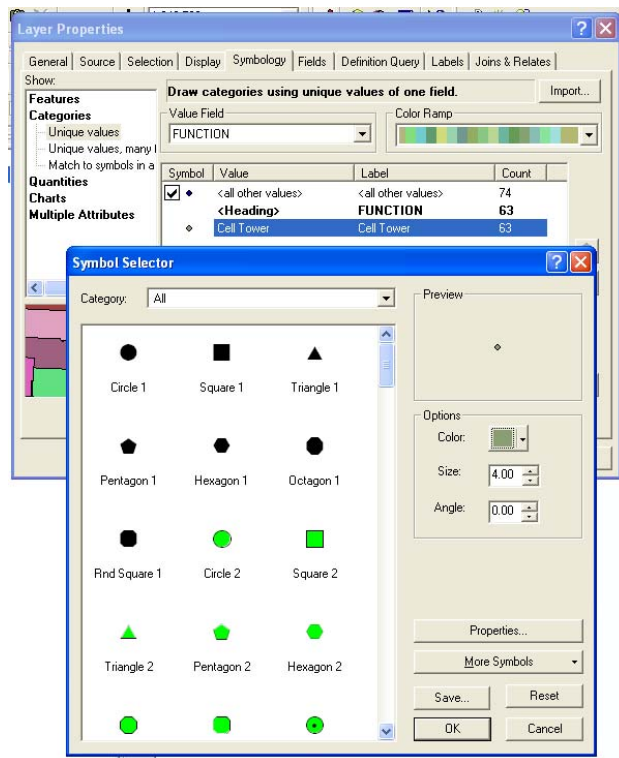 Layer Properties
General Source Selection Display Symbology Fields Definition Query Labels Joins & Relates
Show:
Features
Categories
Unique values
Unique values, many
Match to symbols in a
Quantities
Charts
Multiple Attributes
Draw categories using unique values of one field.
Import...
Value Field
FUNCTION
Color Ramp
Symbol Value Label Count
<all other values> <all other values> 74
<Heading> FUNCTION 63
Cell Tower Cell Tower 63
Symbol Selector
Category: All
Circle 1 Square 1 Triangle 1
Pentagon 1 Hexagon 1 Octagon 1
Rnd Square 1 Circle 2 Square 2
Triangle 2 Pentagon 2 Hexagon 2
Preview
Options
Color:
Size: 4.00
Angle: 0.00
Properties...
More Symbols
Save... Reset
OK Cancel